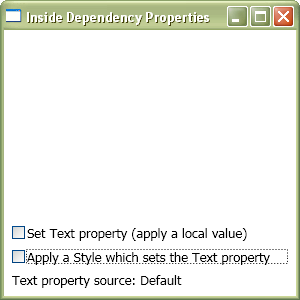 Inside Dependency Properties
Set Text property (apply a local value)
Apply a Style which sets the Text property
Text property source: Default